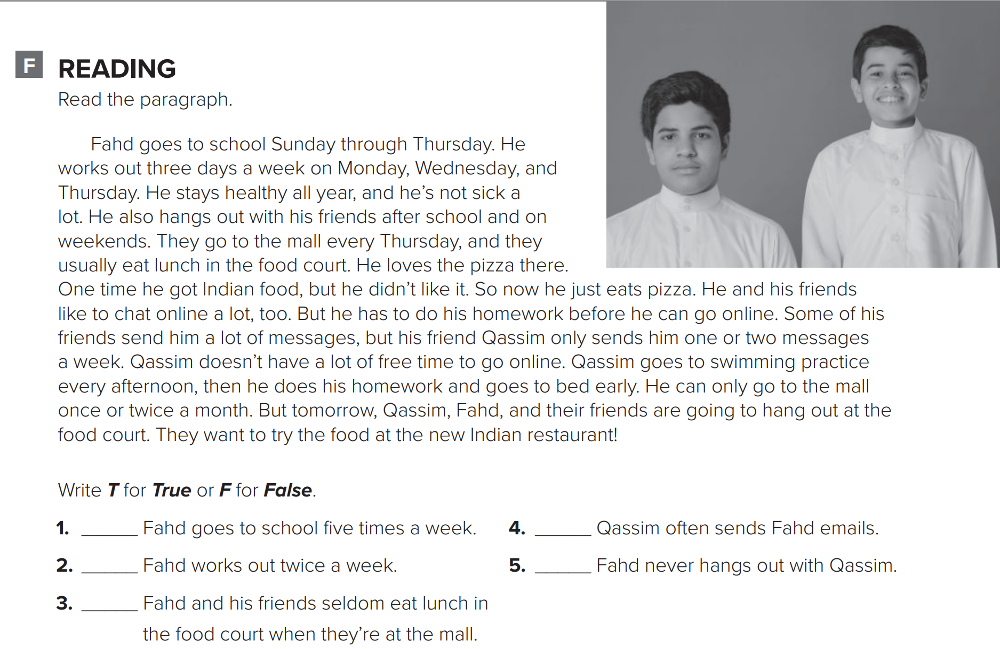 F READING
Read the paragraph.
Fahd goes to school Sunday through Thursday. He
works out three days a week on Monday, Wednesday, and
Thursday. He stays healthy all year, and he’s not sick a
lot. He also hangs out with his friends after school and on
weekends. They go to the mall every Thursday, and they
usually eat lunch in the food court. He loves the pizza there.
One time he got Indian food, but he didn’t like it. So now he just eats pizza. He and his friends
like to chat online a lot, too. But he has to do his homework before he can go online. Some of his
friends send him a lot of messages, but his friend Qassim only sends him one or two messages
a week. Qassim doesn’t have a lot of free time to go online. Qassim goes to swimming practice
every afternoon, then he does his homework and goes to bed early. He can only go to the mall
once or twice a month. But tomorrow, Qassim, Fahd, and their friends are going to hang out at the
food court. They want to try the food at the new Indian restaurant!
Write T for True or F for False.
1. ______ Fahd goes to school five times a week.
2. ______ Fahd works out twice a week.
3. ______ Fahd and his friends seldom eat lunch in
the food court when they’re at the mall.
4. ______ Qassim often sends Fahd emails.
5. ______ Fahd never hangs out with Qassim.